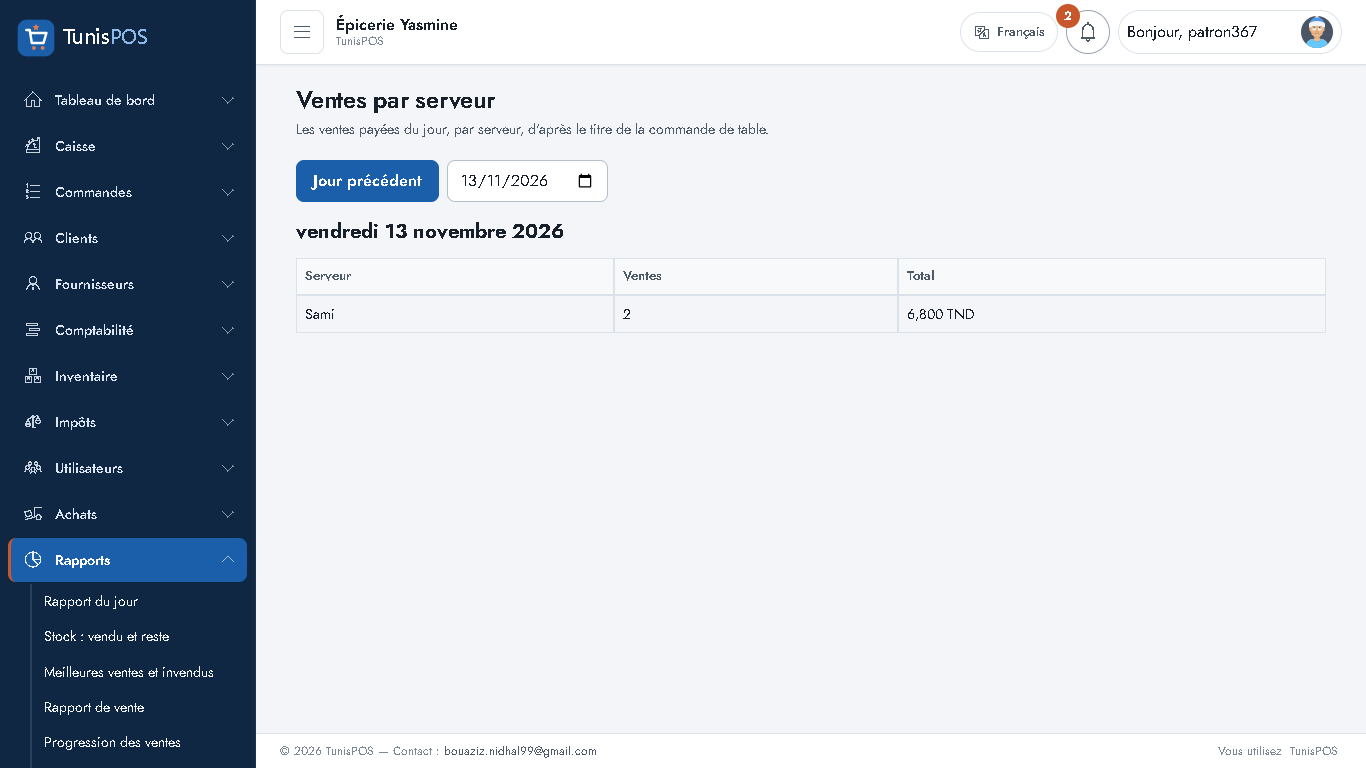 TunisPOS
Tableau de bord
Caisse
Commandes
Clients
Fournisseurs
Comptabilité
Inventaire
Impôts
Utilisateurs
Achats
Rapports
Rapport du jour
Stock : vendu et reste
Meilleures ventes et invendus
Rapport de vente
Progression des ventes
Épicerie Yasmine
TunisPOS
Français
2
Bonjour, patron367
Ventes par serveur
Les ventes payées du jour, par serveur, d'après le titre de la commande de table.
Jour précédent 13/11/2026
vendredi 13 novembre 2026
Serveur Ventes Total
Sami 2 6,800 TND
© 2026 TunisPOS — Contact : bouaziz.nidhal99@gmail.com
Vous utilisez TunisPOS